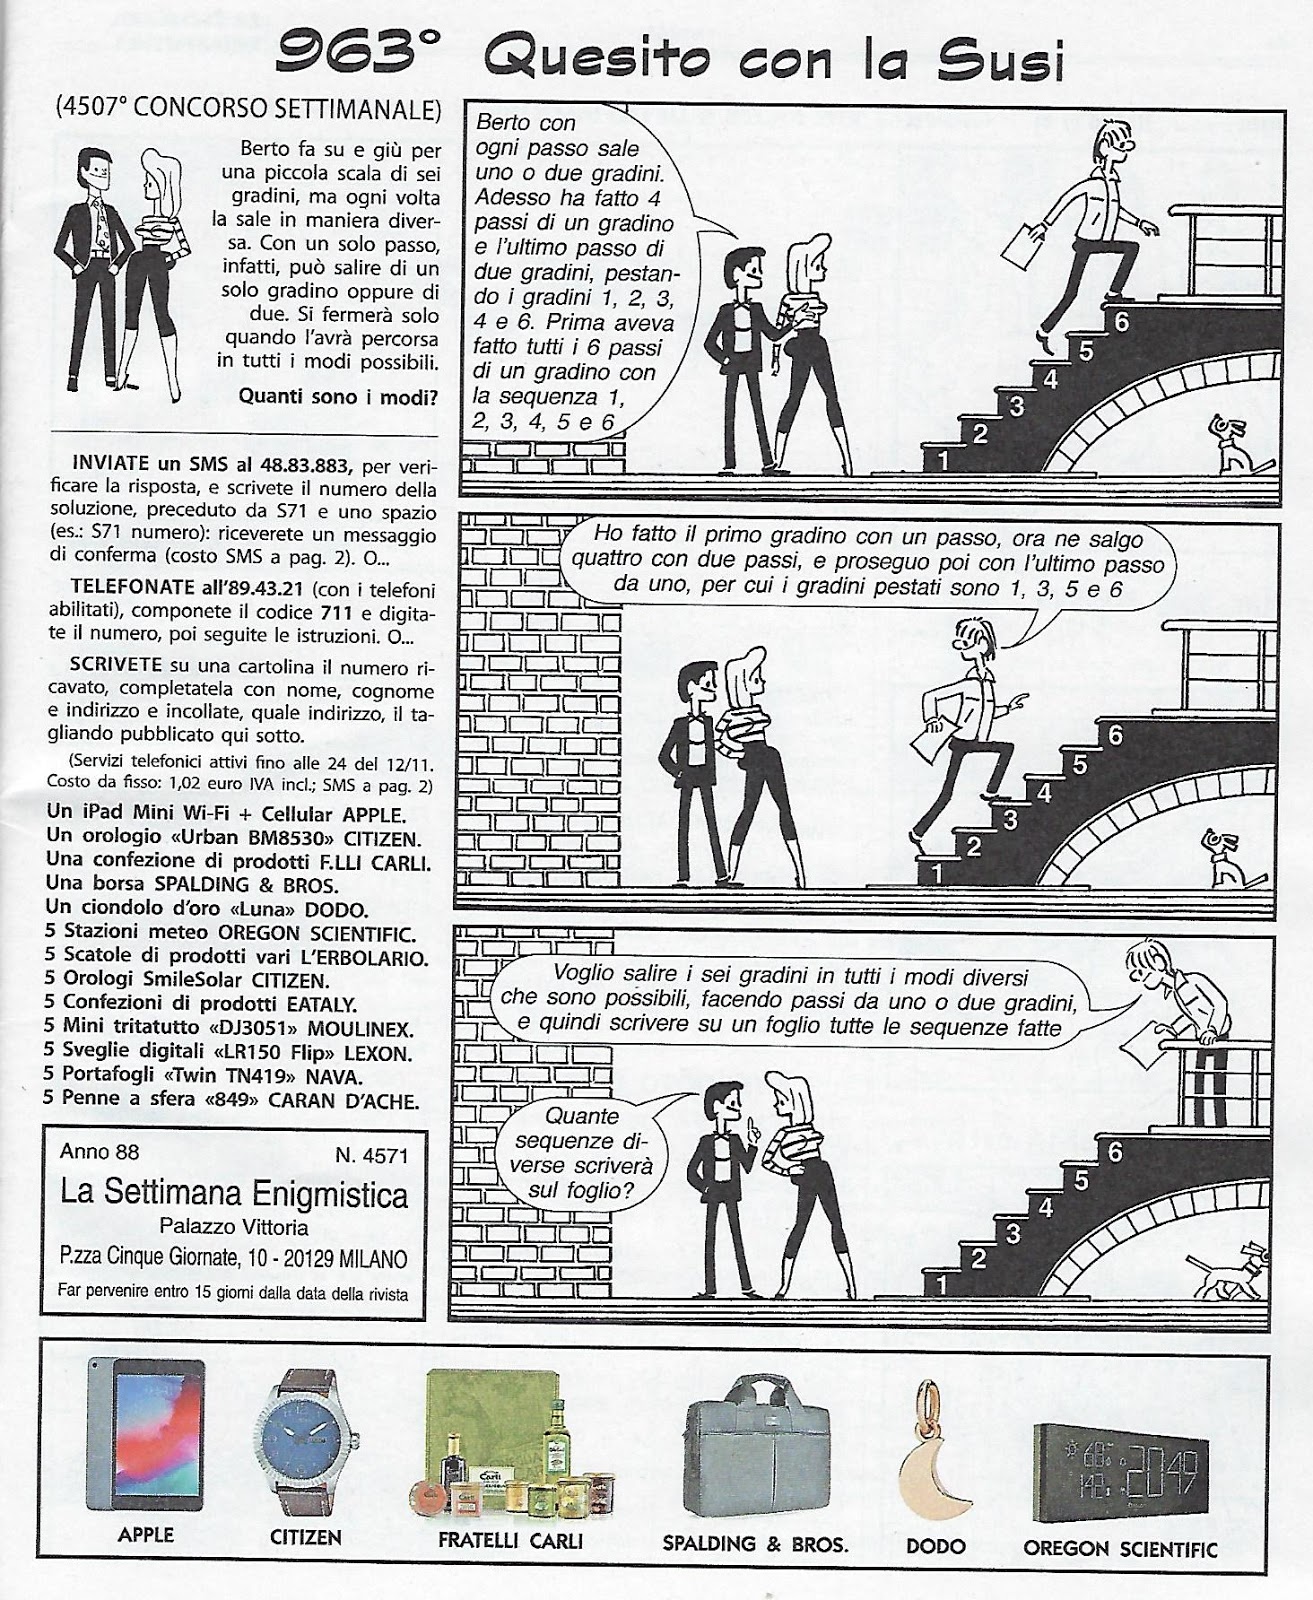 963° Quesito con la Susi
(4507° CONCORSO SETTIMANALE)
Berto fa su e giù per
una piccola scala di sei
gradini, ma ogni volta
la sale in maniera diver-
sa. Con un solo passo,
infatti, può salire di un
solo gradino oppure di
due. Si fermerà solo
quando l'avrà percorsa
in tutti i modi possibili.
Quanti sono i modi?
INVIATE un SMS al 48.83.883, per veri-
ficare la risposta, e scrivete il numero della
soluzione, preceduto da S71 e uno spazio
(es.: S71 numero): riceverete un messaggio
di conferma (costo SMS a pag. 2). O...
TELEFONATE all'89.43.21 (con i telefoni
abilitati), componete il codice 711 e digita-
te il numero, poi seguite le istruzioni. O...
SCRIVETE su una cartolina il numero ri-
cavato, completatela con nome, cognome
e indirizzo e incollate, quale indirizzo, il ta-
gliando pubblicato qui sotto.
(Servizi telefonici attivi fino alle 24 del 12/11.
Costo da fisso: 1,02 euro IVA incl.; SMS a pag. 2)
Un iPad Mini Wi-Fi + Cellular APPLE.
Un orologio «Urban BM8530» CITIZEN.
Una confezione di prodotti F.LLI CARLI.
Una borsa SPALDING & BROS.
Un ciondolo d'oro «Luna» DODO.
5 Stazioni meteo OREGON SCIENTIFIC.
5 Scatole di prodotti vari L'ERBOLARIO.
5 Orologi SmileSolar CITIZEN.
5 Confezioni di prodotti EATALY.
5 Mini tritatutto «DJ3051» MOULINEX.
5 Sveglie digitali «LR150 Flip» LEXON.
5 Portafogli «Twin TN419» NAVA.
5 Penne a sfera «849» CARAN D'ACHE.
Anno 88 N. 4571
La Settimana Enigmistica
Palazzo Vittoria
P.zza Cinque Giornate, 10 - 20129 MILANO
Far pervenire entro 15 giorni dalla data della rivista
Berto con
ogni passo sale
uno o due gradini.
Adesso ha fatto 4
passi di un gradino
e l'ultimo passo di
due gradini, pestan-
do i gradini 1, 2, 3,
4 e 6. Prima aveva
fatto tutti i 6 passi
di un gradino con
la sequenza 1,
2, 3, 4, 5 e 6
6
5
4
3
2
1
Ho fatto il primo gradino con un passo, ora ne salgo
quattro con due passi, e proseguo poi con l'ultimo passo
da uno, per cui i gradini pestati sono 1, 3, 5 e 6
6
5
4
3
2
1
Voglio salire i sei gradini in tutti i modi diversi
che sono possibili, facendo passi da uno o due gradini,
e quindi scrivere su un foglio tutte le sequenze fatte
Quante
sequenze di-
verse scriverà
sul foglio?
6
5
4
3
2
1
Carli
2049
APPLE
CITIZEN
FRATELLI CARLI
SPALDING & BROS.
DODO
OREGON SCIENTIFIC